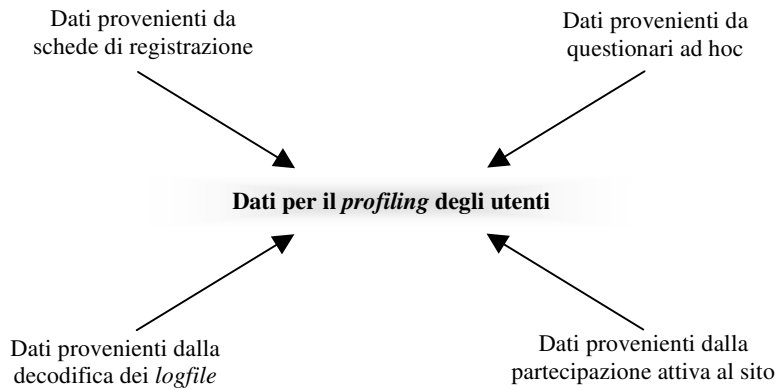 Dati provenienti da
schede di registrazione
Dati provenienti da
questionari ad hoc
Dati per il profiling degli utenti
Dati provenienti dalla
decodifica dei logfile
Dati provenienti dalla
partecipazione attiva al sito